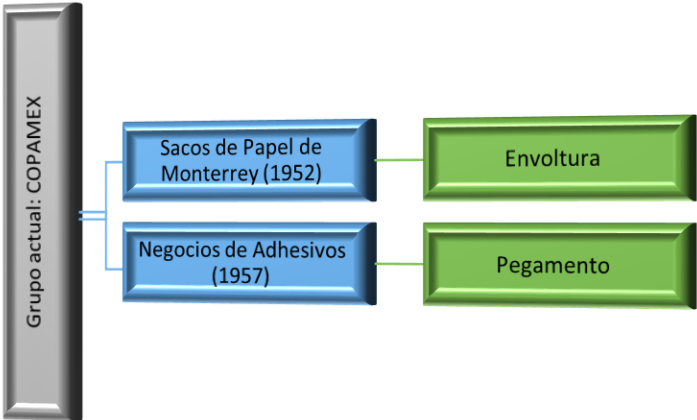 Grupo actual: COPAMEX
Sacos de Papel de
Monterrey (1952)
Envoltura
Negocios de Adhesivos
(1957)
Pegamento